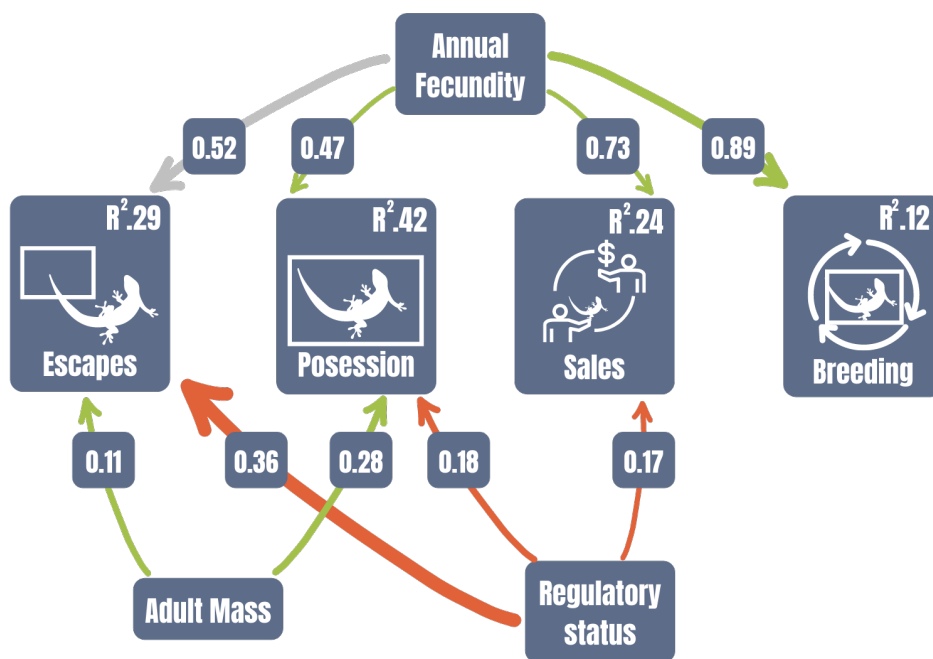 Annual
Fecundity
0.52
0.47
0.73
0.89
R².29
Escapes
R².42
Posession
$
R².24
Sales
R².12
Breeding
0.11
0.36
0.28
0.18
0.17
Adult Mass
Regulatory
status